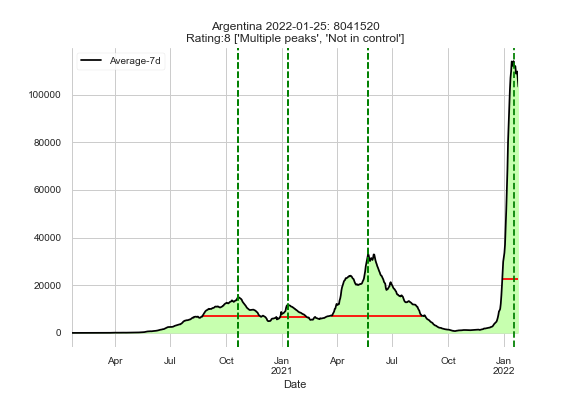 Argentina 2022-01-25: 8041520
Rating:8 ['Multiple peaks', 'Not in control']
Average-7d
100000
80000
60000
40000
20000
0
Apr
Jul
Oct
Jan
2021
Apr
Jul
Oct
Jan
2022
Date